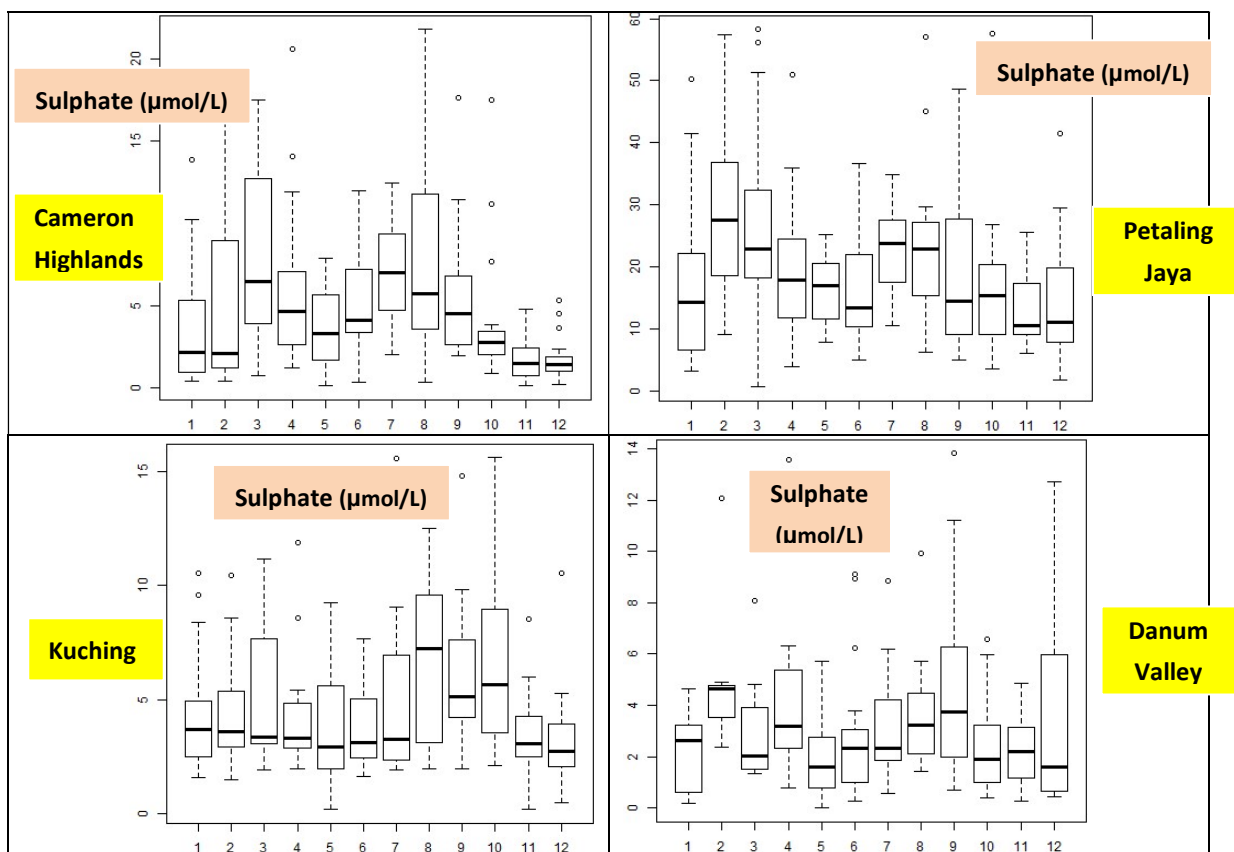 20
15
5
0
Sulphate (µmol/L)
Cameron
Highlands
1 2 3 4 5 6 7 8 9 10 11 12
60
50
40
30
20
10
0
Sulphate (µmol/L)
Petaling
Jaya
1 2 3 4 5 6 7 8 9 10 11 12
15
10
5
0
Sulphate (µmol/L)
Kuching
1 2 3 4 5 6 7 8 9 10 11 12
14
12
10
8
6
4
2
0
Sulphate
(µmol/L)
Danum
Valley
1 2 3 4 5 6 7 8 9 10 11 12